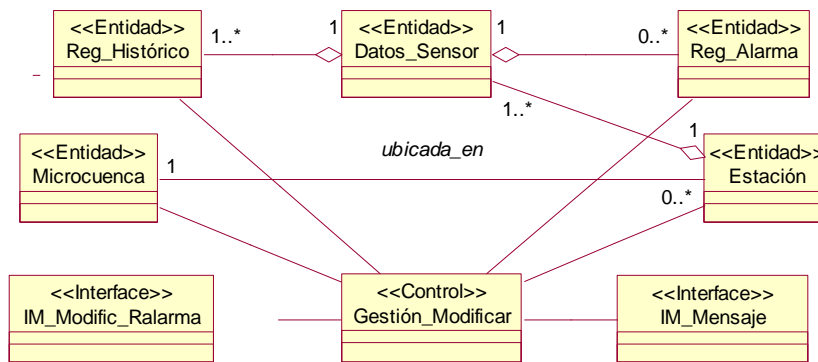 <<Entidad>>
Reg_Histórico
1..*
1
<<Entidad>>
Datos_Sensor
1
0..*
<<Entidad>>
Reg_Alarma
1..*
1
<<Entidad>>
Microcuenca
1
ubicada_en
<<Entidad>>
Estación
0..*
<<Interface>>
IM_Modific_Ralarma
<<Control>>
Gestión_Modificar
<<Interface>>
IM_Mensaje